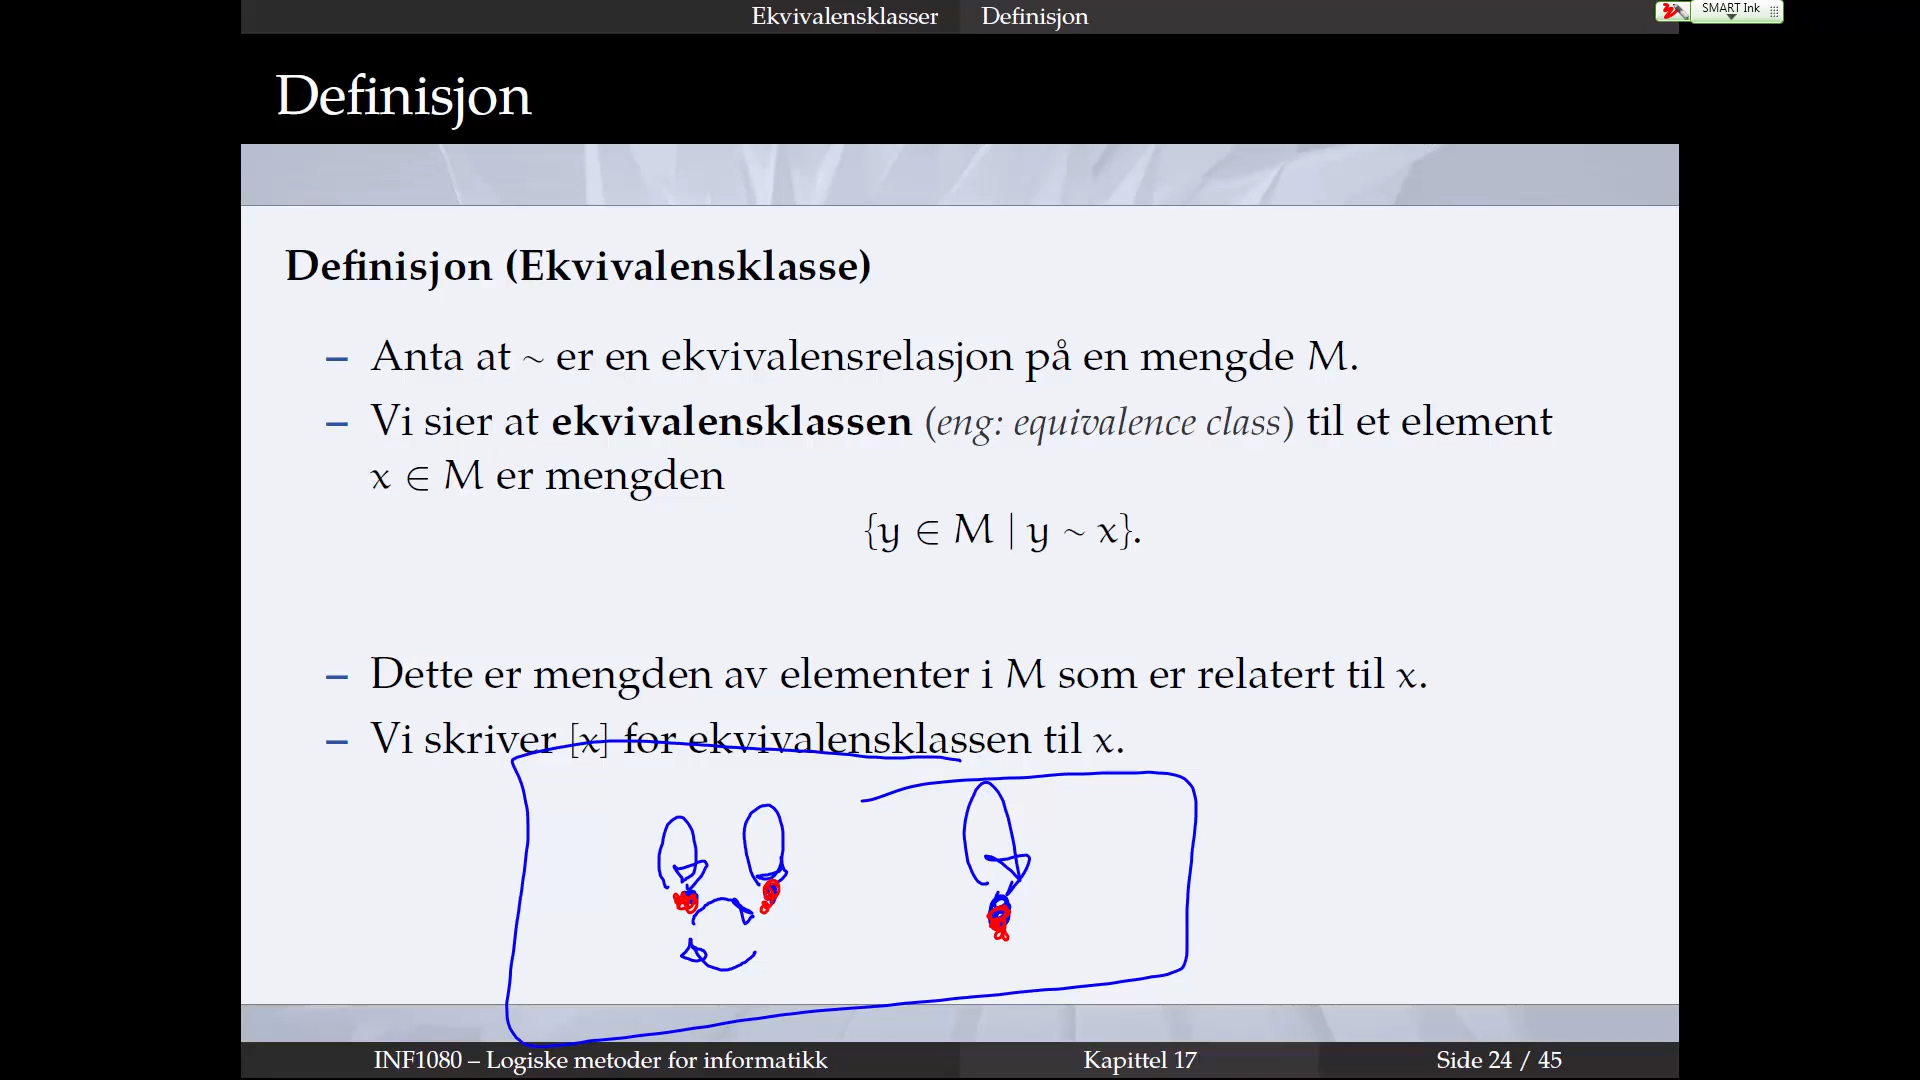 Ekvivalensklasser Definisjon
SMART Ink
Definisjon
Definisjon (Ekvivalensklasse)
– Anta at ~ er en ekvivalensrelasjon på en mengde M.
– Vi sier at ekvivalensklassen (eng: equivalence class) til et element
x ∈ M er mengden
{y ∈ M | y ~ x}.
– Dette er mengden av elementer i M som er relatert til x.
– Vi skriver [x] for ekvivalensklassen til x.
INF1080 – Logiske metoder for informatikk Kapittel 17 Side 24 / 45